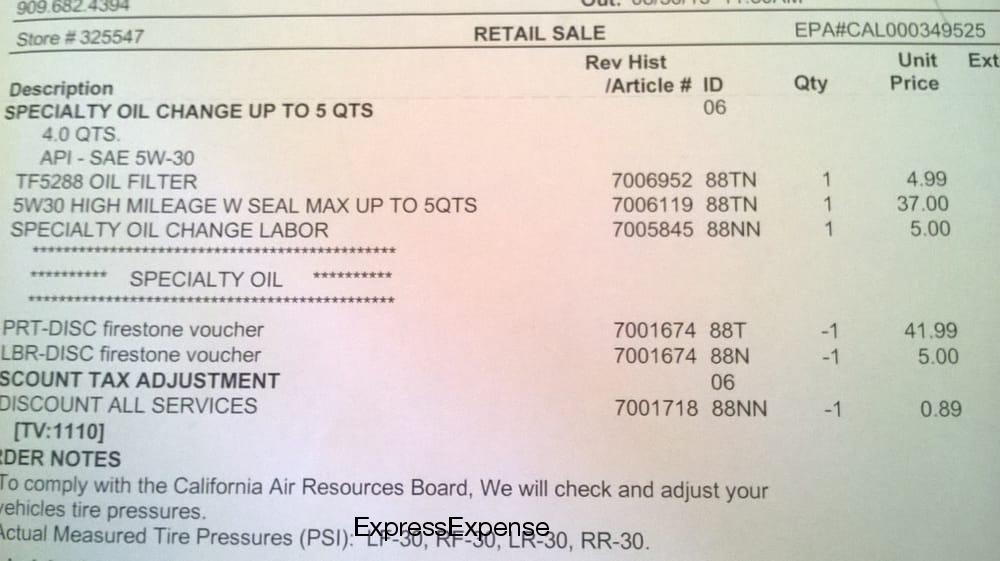 909.682.4394
Store # 325547 RETAIL SALE EPA#CAL000349525
Rev Hist Unit Ext
Description /Article # ID Qty Price
SPECIALTY OIL CHANGE UP TO 5 QTS 06
4.0 QTS.
API - SAE 5W-30
TF5288 OIL FILTER 7006952 88TN 1 4.99
5W30 HIGH MILEAGE W SEAL MAX UP TO 5QTS 7006119 88TN 1 37.00
SPECIALTY OIL CHANGE LABOR 7005845 88NN 1 5.00
********************************************
********** SPECIALTY OIL **********
********************************************
PRT-DISC firestone voucher 7001674 88T -1 41.99
LBR-DISC firestone voucher 7001674 88N -1 5.00
SCOUNT TAX ADJUSTMENT 06
DISCOUNT ALL SERVICES 7001718 88NN -1 0.89
[TV:1110]
RDER NOTES
To comply with the California Air Resources Board, We will check and adjust your
vehicles tire pressures.
Actual Measured Tire Pressures (PSI): LF-30, RF-30, LR-30, RR-30.
ExpressExpense